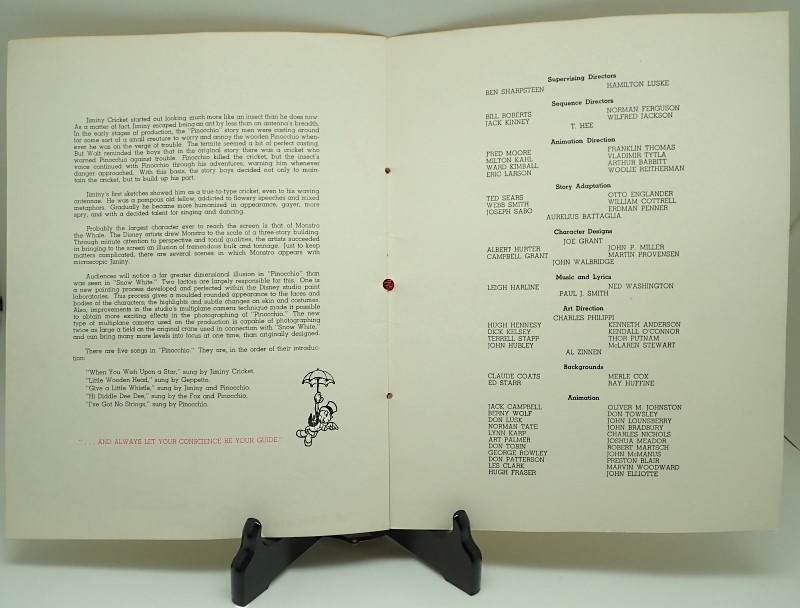 Jiminy Cricket started out looking much more like an insect than he does now.
As a matter of fact, Jiminy escaped being an ant by less than an antenna's breadth.
In the early stages of production, the "Pinocchio" story men were casting around
for some sort of a small creature to worry and annoy the wooden Pinocchio when-
ever he was on the verge of trouble. The termite seemed a bit of perfect casting.
But Walt reminded the boys that in the original story there was a cricket who
warned Pinocchio against trouble. Pinocchio killed the cricket, but the insect's
voice continued with Pinocchio through his adventures, warning him whenever
danger approached. With this basis, the story boys decided not only to main-
tain the cricket, but to build up his part.
Jiminy's first sketches showed him as a true-to-type cricket, even to his waving
antennae. He was a pompous old fellow, addicted to flowery speeches and mixed
metaphors. Gradually he became more humanized in appearance, gayer, more
spry, and with a decided talent for singing and dancing.
Probably the largest character ever to reach the screen is that of Monstro
the Whale. The Disney artists drew Monstro to the scale of a three-story building.
Through minute attention to perspective and tonal qualities, the artists succeeded
in bringing to the screen an illusion of tremendous bulk and tonnage. Just to keep
matters complicated, there are several scenes in which Monstro appears with
microscopic Jiminy.
Audiences will notice a far greater dimensional illusion in "Pinocchio" than
was seen in "Snow White." Two factors are largely responsible for this. One is
a new painting process developed and perfected within the Disney studio paint
laboratories. This process gives a moulded rounded appearance to the faces and
bodies of the characters; the highlights and subtle changes on skin and costumes.
Also, improvements in the studio's multiplane camera technique made it possible
to obtain more exciting effects in the photographing of "Pinocchio." The new
type of multiplane camera used on the production is capable of photographing
twice as large a field as the original crane used in connection with "Snow White,"
and can bring many more levels into focus at one time, than originally designed.
There are five songs in "Pinocchio." They are, in the order of their introduc-
tion:
"When You Wish Upon a Star," sung by Jiminy Cricket.
"Little Wooden Head," sung by Geppetto.
"Give a Little Whistle," sung by Jiminy and Pinocchio.
"Hi Diddle Dee Dee," sung by the Fox and Pinocchio.
"I've Got No Strings," sung by Pinocchio.
". . . AND ALWAYS LET YOUR CONSCIENCE BE YOUR GUIDE."
Supervising Directors
BEN SHARPSTEEN HAMILTON LUSKE
Sequence Directors
BILL ROBERTS NORMAN FERGUSON
JACK KINNEY WILFRED JACKSON
T. HEE
Animation Direction
FRED MOORE FRANKLIN THOMAS
MILTON KAHL VLADIMIR TYTLA
WARD KIMBALL ARTHUR BABBITT
ERIC LARSON WOOLIE REITHERMAN
Story Adaptation
TED SEARS OTTO ENGLANDER
WEBB SMITH WILLIAM COTTRELL
JOSEPH SABO ERDMAN PENNER
AURELIUS BATTAGLIA
Character Designs
JOE GRANT
ALBERT HURTER JOHN P. MILLER
CAMPBELL GRANT MARTIN PROVENSEN
JOHN WALBRIDGE
Music and Lyrics
LEIGH HARLINE NED WASHINGTON
PAUL J. SMITH
Art Direction
CHARLES PHILIPPI
HUGH HENNESY KENNETH ANDERSON
DICK KELSEY KENDALL O'CONNOR
TERRELL STAPP THOR PUTNAM
JOHN HUBLEY McLAREN STEWART
AL ZINNEN
Backgrounds
CLAUDE COATS MERLE COX
ED STARR RAY HUFFINE
Animation
JACK CAMPBELL OLIVER M. JOHNSTON
BERNY WOLF DON TOWSLEY
DON LUSK JOHN LOUNSBERRY
NORMAN TATE JOHN BRADBURY
LYNN KARP CHARLES NICHOLS
ART PALMER JOSHUA MEADOR
DON TOBIN ROBERT MARTSCH
GEORGE ROWLEY JOHN McMANUS
DON PATTERSON PRESTON BLAIR
LES CLARK MARVIN WOODWARD
HUGH FRASER JOHN ELLIOTTE